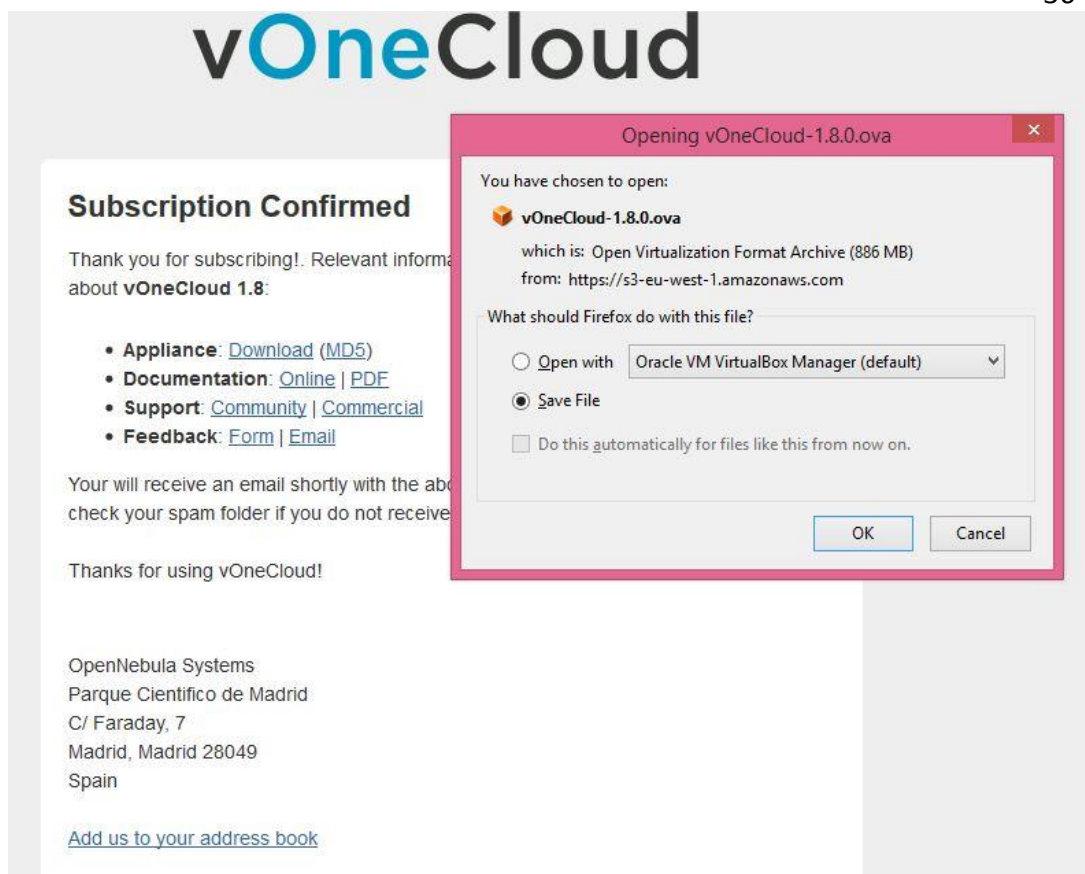 vOneCloud
Subscription Confirmed
Thank you for subscribing!. Relevant
about vOneCloud 1.8:
• Appliance: Download (MD5)
• Documentation: Online | PDF
• Support: Community | Commercial
• Feedback: Form | Email
Your will receive an email shortly with the
check your spam folder if you do not receive
Thanks for using vOneCloud!
OpenNebula Systems
Parque Cientifico de Madrid
C/ Faraday, 7
Madrid, Madrid 28049
Spain
Add us to your address book
Opening vOneCloud-1.8.0.ova
You have chosen to open:
vOneCloud-1.8.0.ova
which is: Open Virtualization Format Archive (886 MB)
from: https://s3-eu-west-1.amazonaws.com
What should Firefox do with this file?
Open with Oracle VM VirtualBox Manager (default)
Save File
Do this automatically for files like this from now on.
OK Cancel